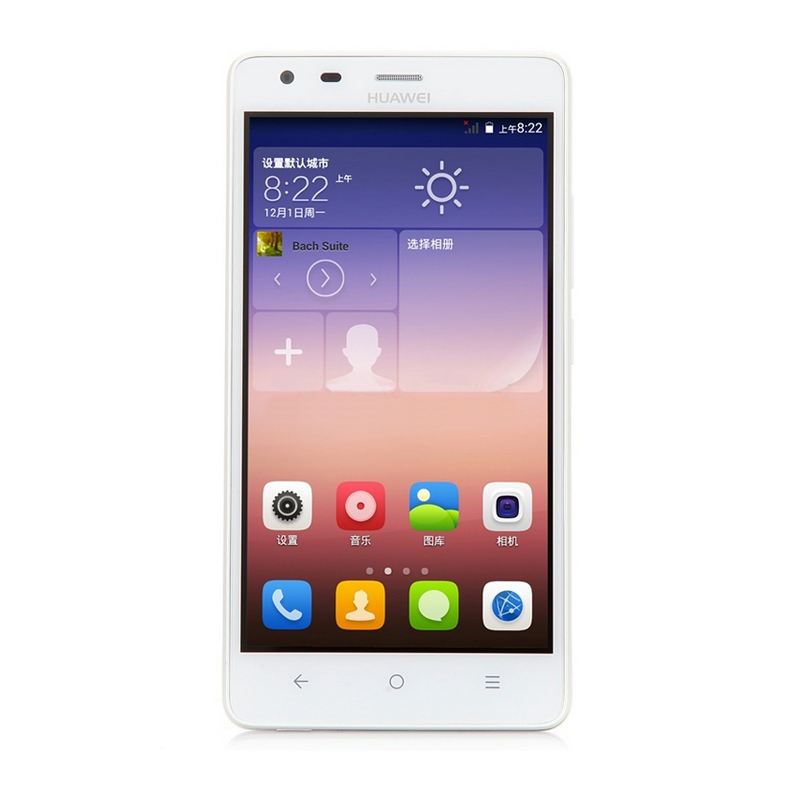 HUAWEI
上午8:22
设置默认城市
8:22 上午
12月1日周一
Bach Suite
选择相册
设置
音乐
图库
相机